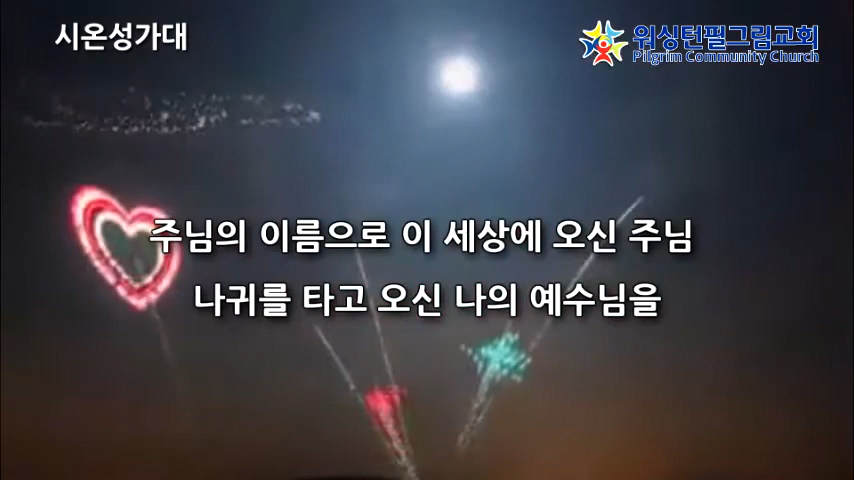 시온성가대
워싱턴필그림교회
Pilgrim Community Church
주님의 이름으로 이 세상에 오신 주님
나귀를 타고 오신 나의 예수님을